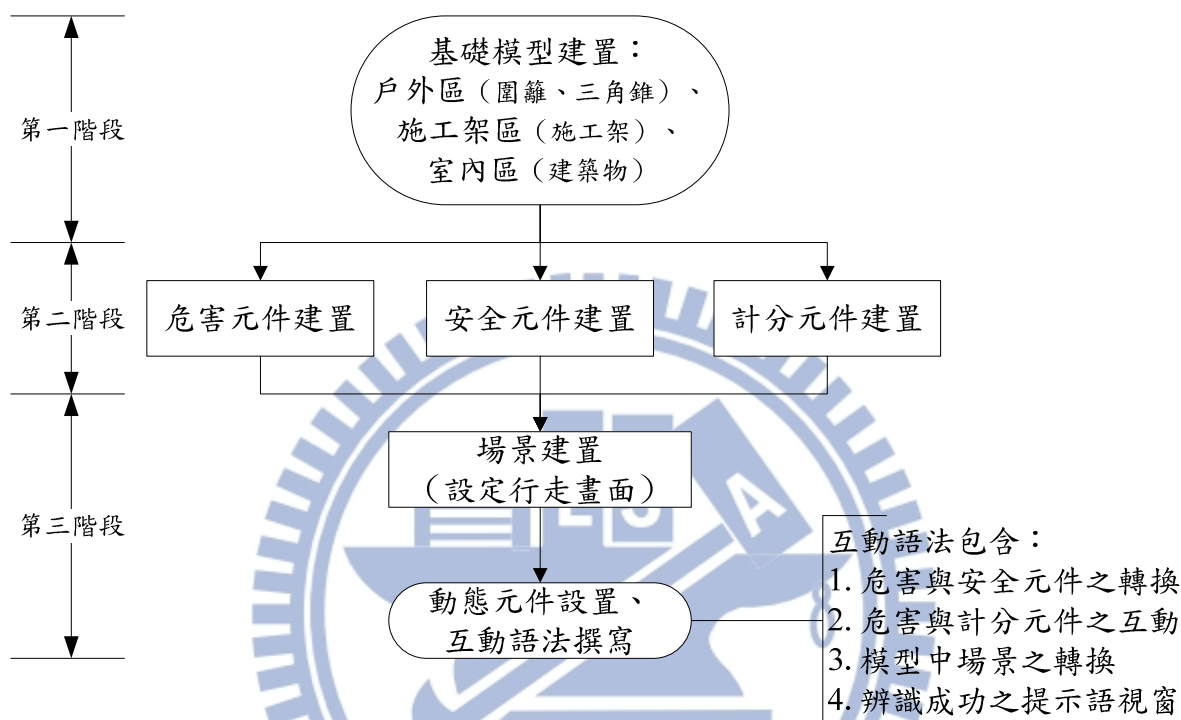 基礎模型建置：
戶外區（圍籬、三角錐）、
施工架區（施工架）、
室內區（建築物）
第一階段
第二階段
危害元件建置
安全元件建置
計分元件建置
第三階段
場景建置
（設定行走畫面）
動態元件設置、
互動語法撰寫
互動語法包含：
1. 危害與安全元件之轉換
2. 危害與計分元件之互動
3. 模型中場景之轉換
4. 辨識成功之提示語視窗